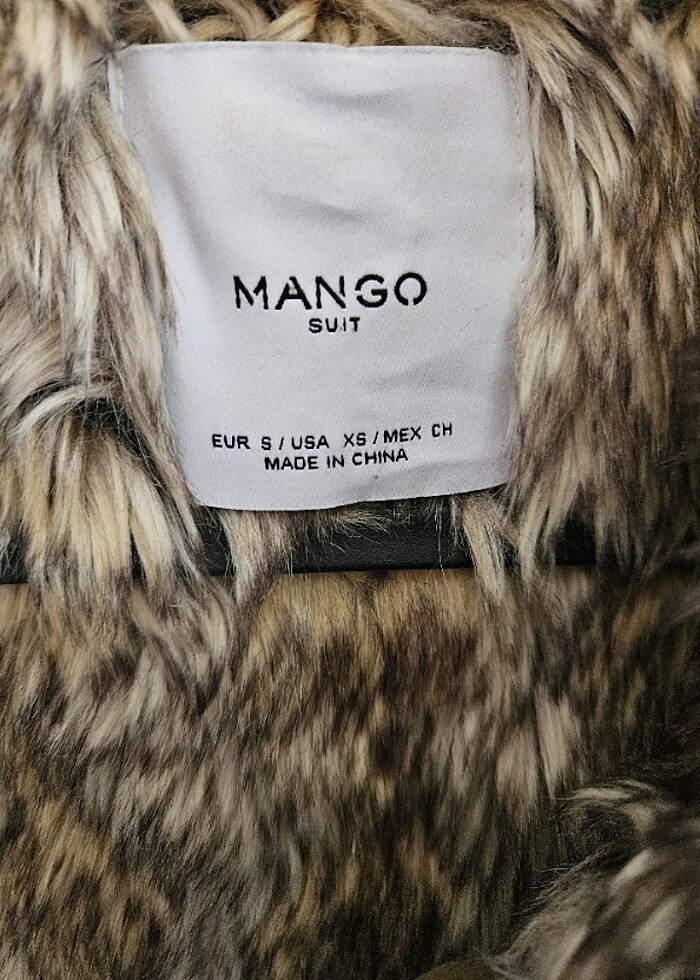 MANGO
SUIT
EUR S / USA XS / MEX CH
MADE IN CHINA